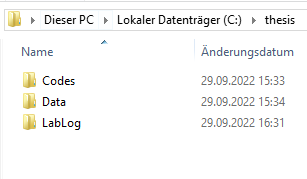 Dieser PC Lokaler Datenträger (C:) thesis
Name Änderungsdatum
Codes 29.09.2022 15:33
Data 29.09.2022 15:34
LabLog 29.09.2022 16:31